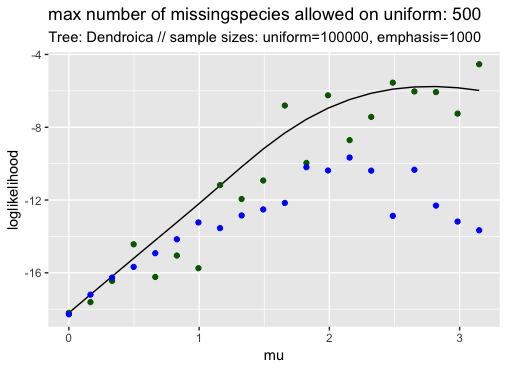 max number of missingspecies allowed on uniform: 500
Tree: Dendroica // sample sizes: uniform=100000, emphasis=1000
-4
-8
-12
-16
loglikelihood
0 1 2 3
mu